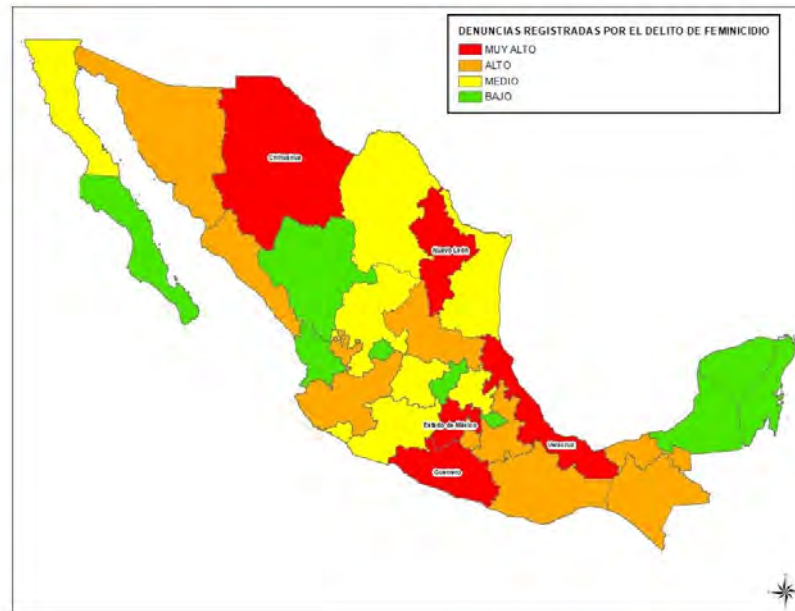 DENUNCIAS REGISTRADAS POR EL DELITO DE FEMINICIDIO
MUY ALTO
ALTO
MEDIO
BAJO
Chihuahua
Nuevo León
Estado de México
Veracruz
Guerrero